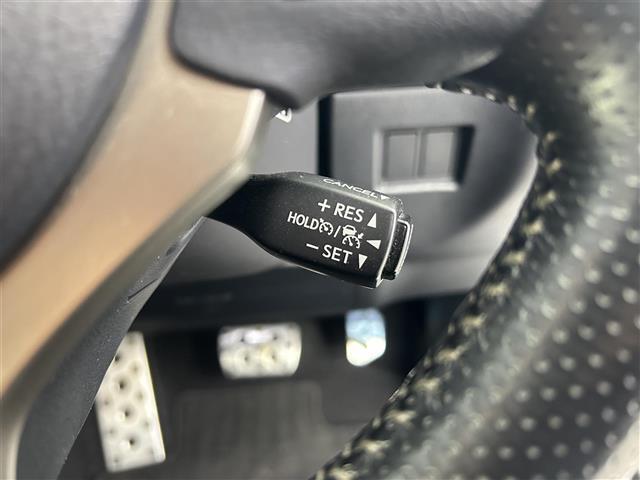 CANCEL▼
+ RES ▲
HOLD /
− SET ▼